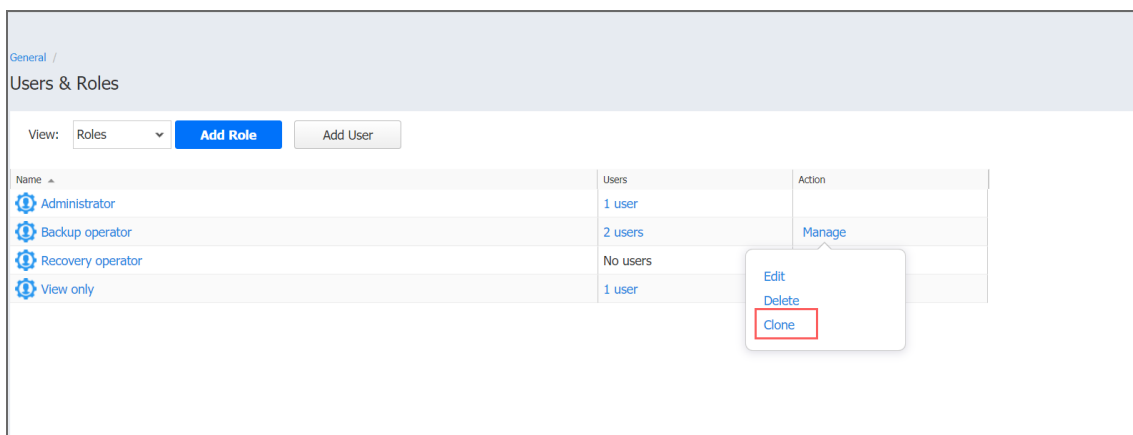 General /
Users & Roles
View: Roles Add Role Add User
Name Users Action
Administrator 1 user
Backup operator 2 users Manage
Recovery operator No users
View only 1 user
Edit
Delete
Clone